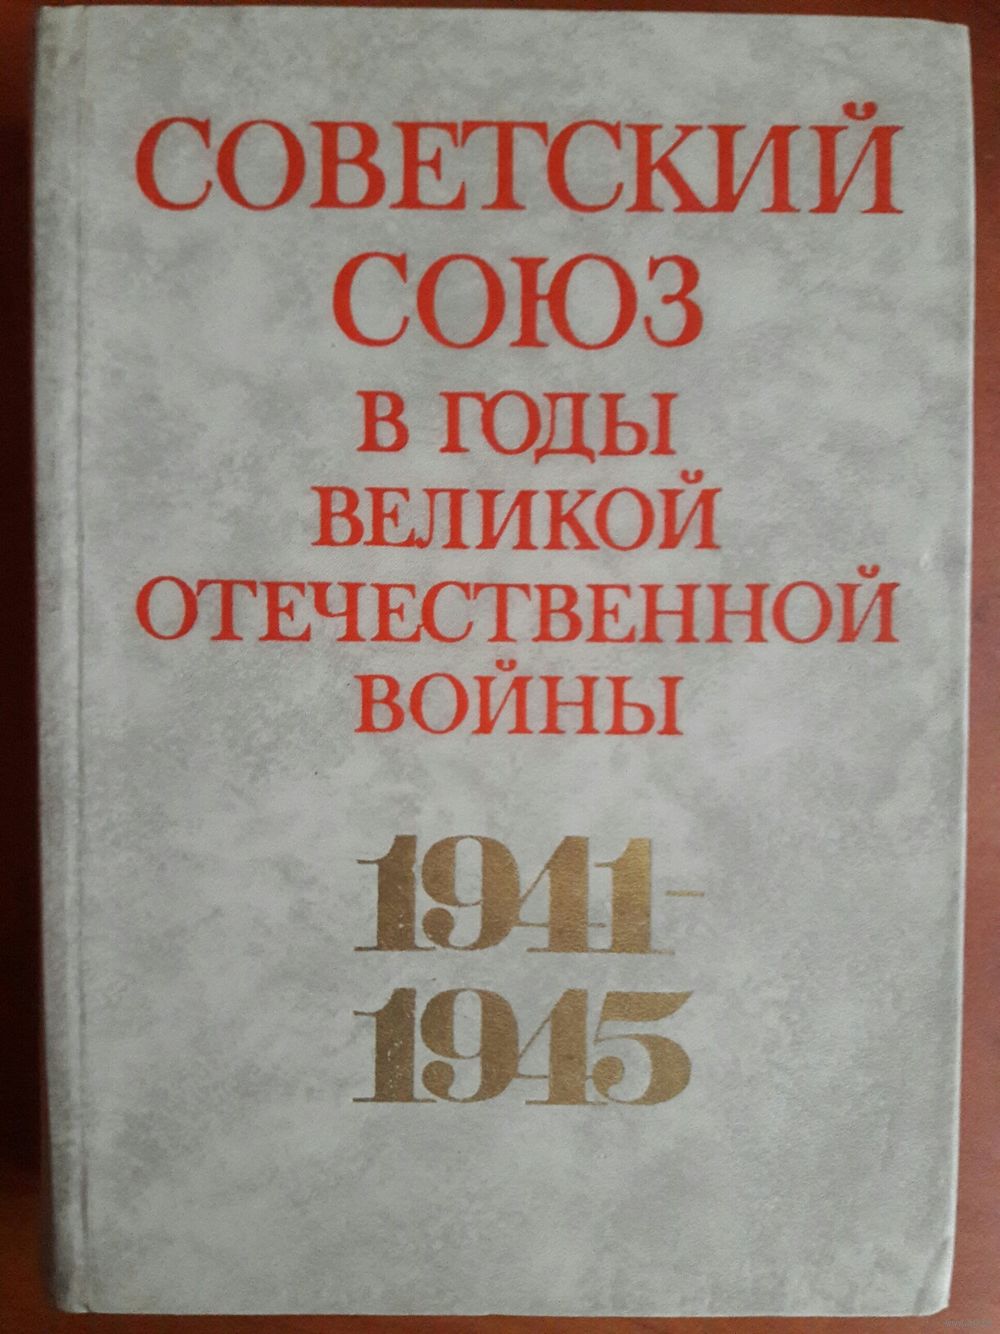 СОВЕТСКИЙ
СОЮЗ
В ГОДЫ
ВЕЛИКОЙ
ОТЕЧЕСТВЕННОЙ
ВОЙНЫ
1941–
1945